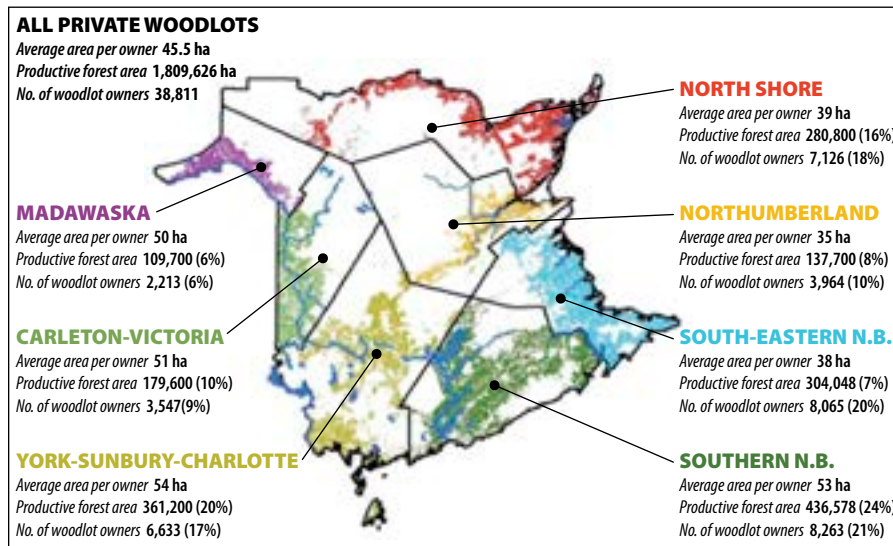 ALL PRIVATE WOODLOTS
Average area per owner 45.5 ha
Productive forest area 1,809,626 ha
No. of woodlot owners 38,811
NORTH SHORE
Average area per owner 39 ha
Productive forest area 280,800 (16%)
No. of woodlot owners 7,126 (18%)
MADAWASKA
Average area per owner 50 ha
Productive forest area 109,700 (6%)
No. of woodlot owners 2,213 (6%)
NORTHUMBERLAND
Average area per owner 35 ha
Productive forest area 137,700 (8%)
No. of woodlot owners 3,964 (10%)
CARLETON-VICTORIA
Average area per owner 51 ha
Productive forest area 179,600 (10%)
No. of woodlot owners 3,547(9%)
SOUTH-EASTERN N.B.
Average area per owner 38 ha
Productive forest area 304,048 (7%)
No. of woodlot owners 8,065 (20%)
YORK-SUNBURY-CHARLOTTE
Average area per owner 54 ha
Productive forest area 361,200 (20%)
No. of woodlot owners 6,633 (17%)
SOUTHERN N.B.
Average area per owner 53 ha
Productive forest area 436,578 (24%)
No. of woodlot owners 8,263 (21%)